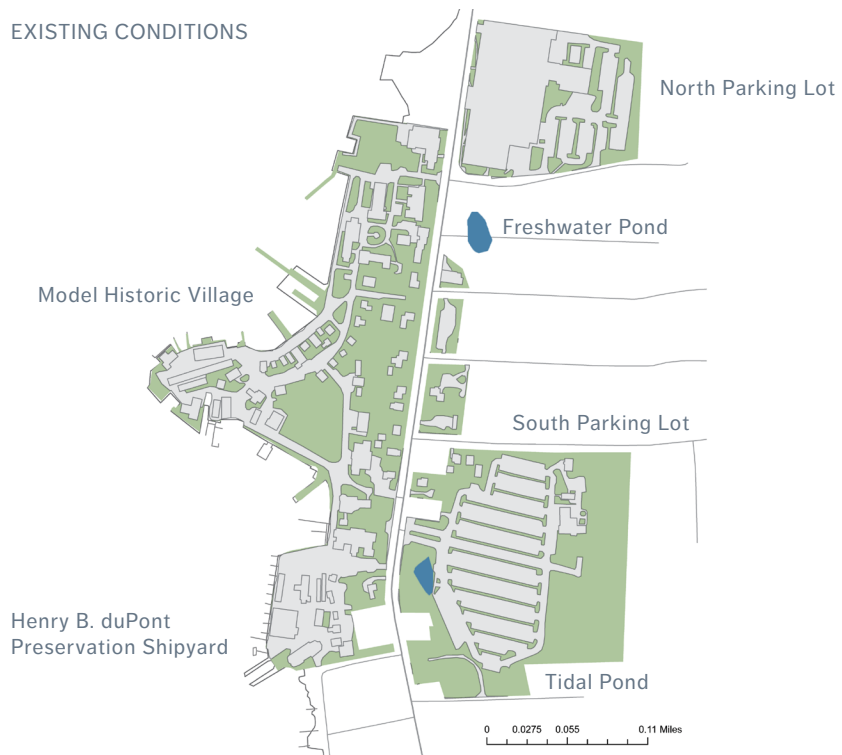 EXISTING CONDITIONS
North Parking Lot
Freshwater Pond
Model Historic Village
South Parking Lot
Henry B. duPont
Preservation Shipyard
Tidal Pond
0 0.0275 0.055 0.11 Miles